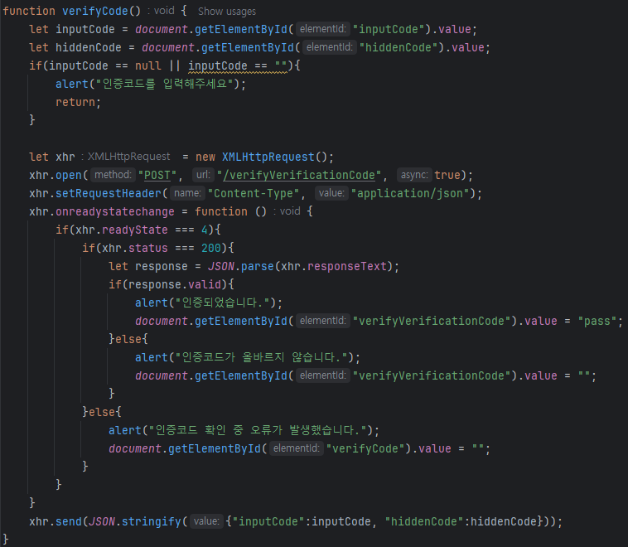 function verifyCode() : void {  Show usages
    let inputCode = document.getElementById( elementId: "inputCode").value;
    let hiddenCode = document.getElementById( elementId: "hiddenCode").value;
    if(inputCode == null || inputCode == ""){
        alert("인증코드를 입력해주세요");
        return;
    }
    let xhr : XMLHttpRequest  = new XMLHttpRequest();
    xhr.open( method: "POST",  url: "/verifyVerificationCode",  async: true);
    xhr.setRequestHeader( name: "Content-Type",  value: "application/json");
    xhr.onreadystatechange = function () : void {
        if(xhr.readyState === 4){
            if(xhr.status === 200){
                let response = JSON.parse(xhr.responseText);
                if(response.valid){
                    alert("인증되었습니다.");
                    document.getElementById( elementId: "verifyVerificationCode").value = "pass";
                }else{
                    alert("인증코드가 올바르지 않습니다.");
                    document.getElementById( elementId: "verifyVerificationCode").value = "";
                }
            }else{
                alert("인증코드 확인 중 오류가 발생했습니다.");
                document.getElementById( elementId: "verifyCode").value = "";
            }
        }
    }
    xhr.send(JSON.stringify( value: {"inputCode":inputCode, "hiddenCode":hiddenCode}));
}